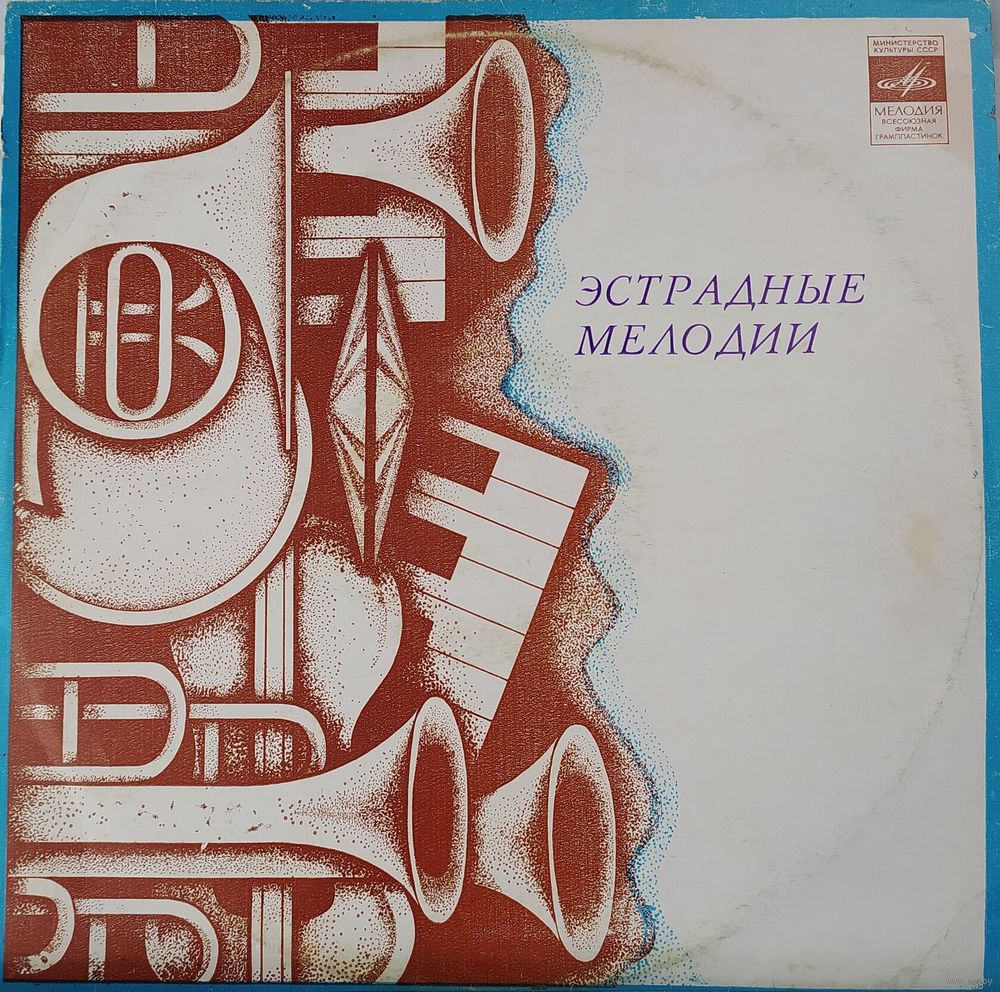 МИНИСТЕРСТВО
КУЛЬТУРЫ СССР
МЕЛОДИЯ
ВСЕСОЮЗНАЯ
ФИРМА
ГРАМПЛАСТИНОК
ЭСТРАДНЫЕ
МЕЛОДИИ